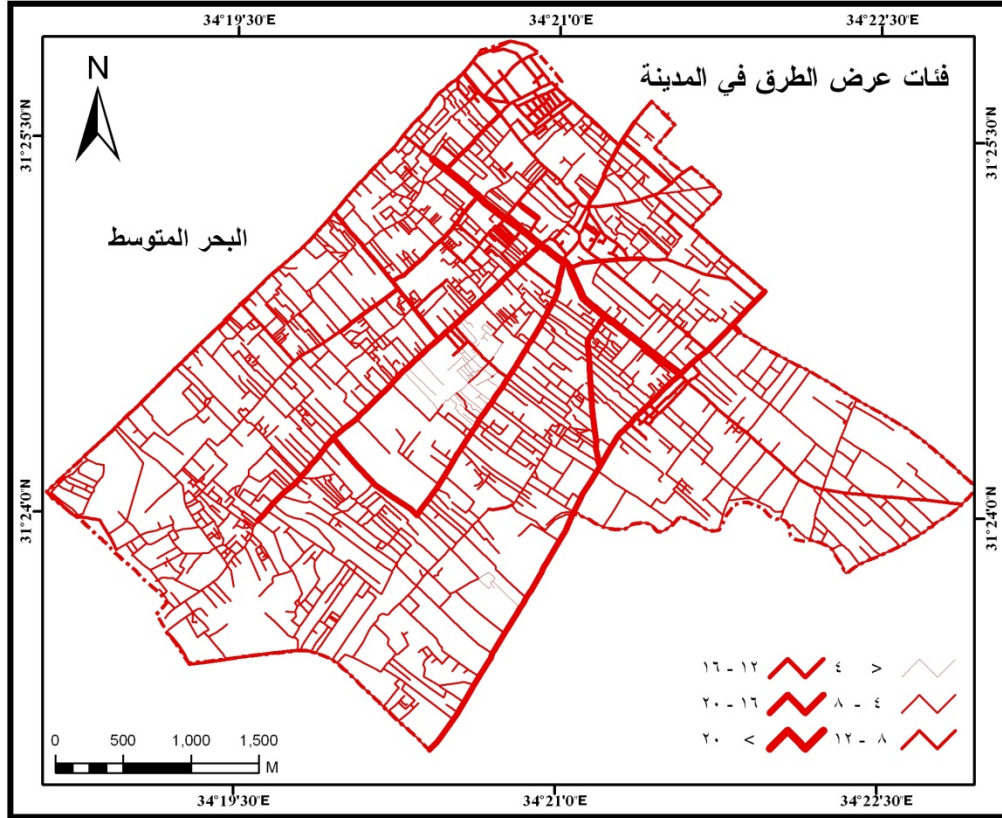 34°19'30"E
34°21'0"E
34°22'30"E
فئات عرض الطرق في المدينة
N
31°25'30"N
31°25'30"N
البحر المتوسط
31°24'0"N
31°24'0"N
< ٤
١٢ - ١٦
٤ - ٨
١٦ - ٢٠
٨ - ١٢
> ٢٠
0 500 1,000 1,500
M
34°19'30"E
34°21'0"E
34°22'30"E